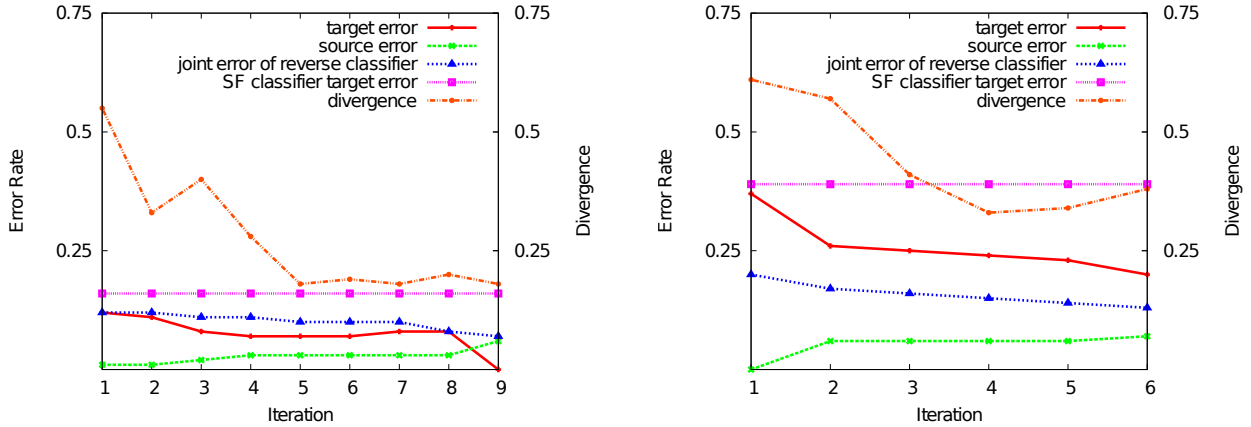 0.75
0.5
0.25
Error Rate
target error
source error
joint error of reverse classifier
SF classifier target error
divergence
0.75
0.5
0.25
Divergence
1 2 3 4 5 6 7 8 9
Iteration
0.75
0.5
0.25
Error Rate
target error
source error
joint error of reverse classifier
SF classifier target error
divergence
0.75
0.5
0.25
Divergence
1 2 3 4 5 6
Iteration